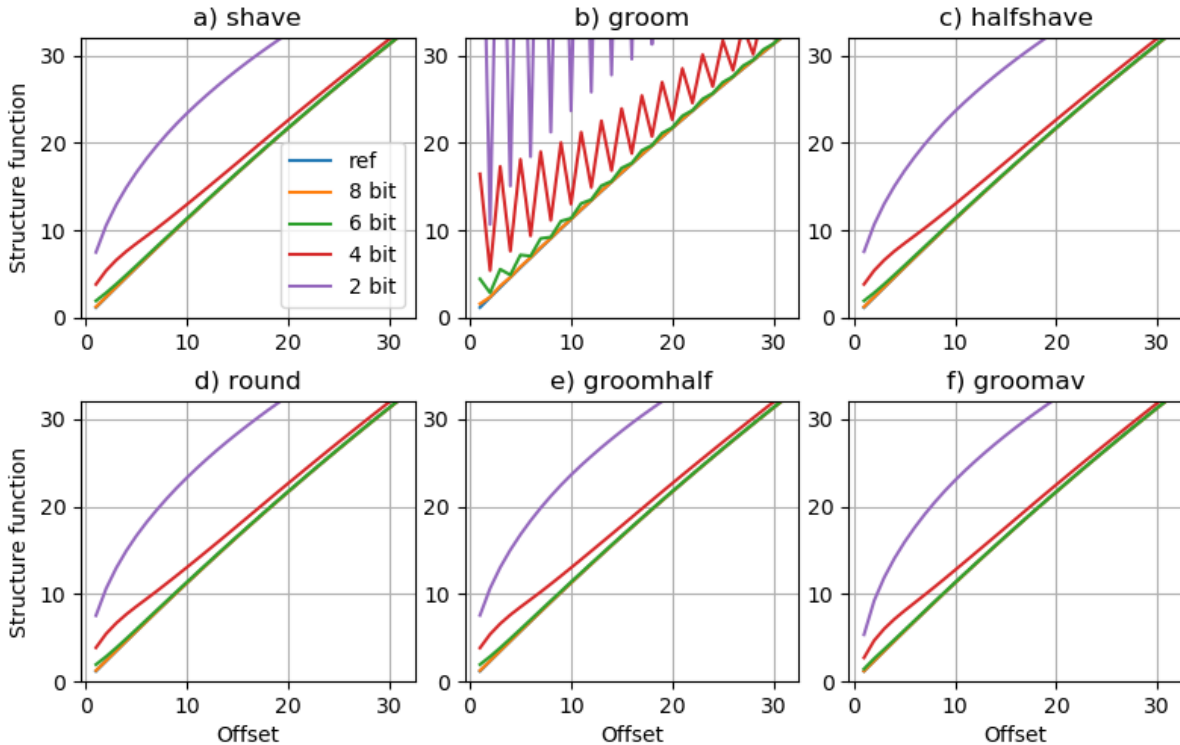 a) shave
b) groom
c) halfshave
Structure function
30
20
10
0
0 10 20 30
ref
8 bit
6 bit
4 bit
2 bit
30
20
10
0
0 10 20 30
30
20
10
0
0 10 20 30
d) round
e) groomhalf
f) groomav
Structure function
30
20
10
0
0 10 20 30
Offset
30
20
10
0
0 10 20 30
Offset
30
20
10
0
0 10 20 30
Offset